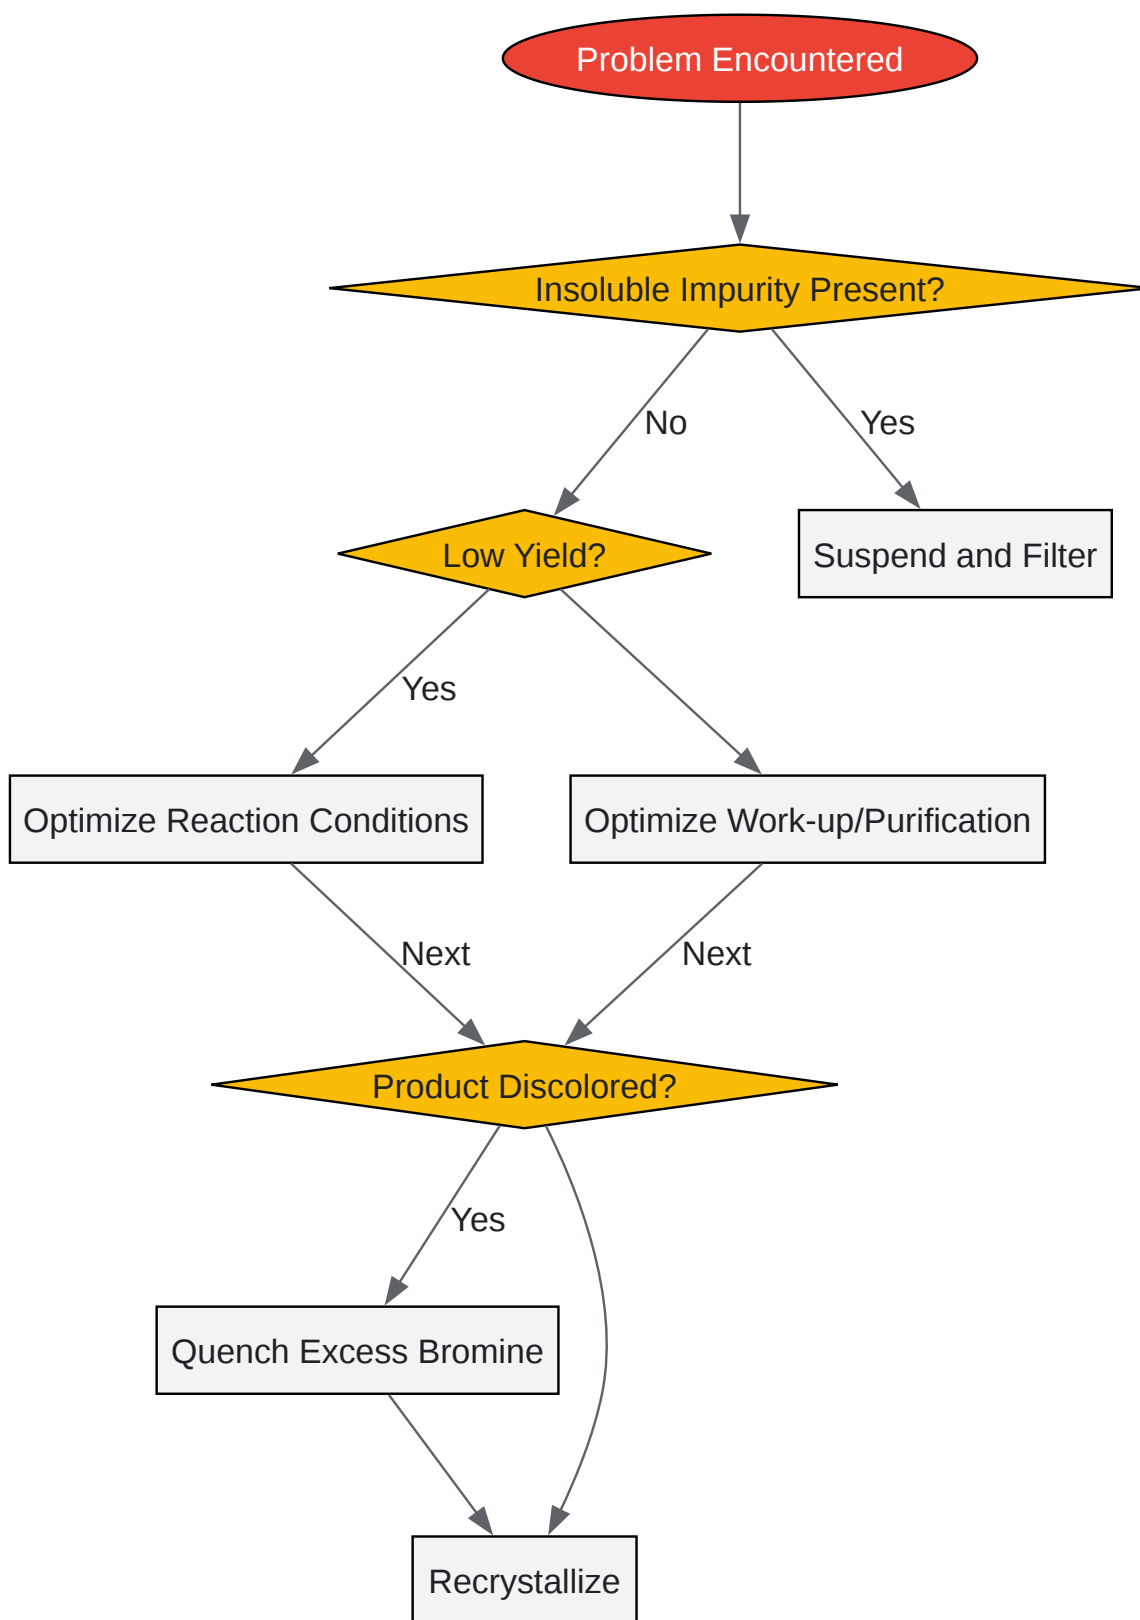 Problem Encountered
Insoluble Impurity Present?
No
Yes
Low Yield?
Suspend and Filter
Yes
Optimize Reaction Conditions
Optimize Work-up/Purification
Next
Next
Product Discolored?
Yes
Quench Excess Bromine
Recrystallize